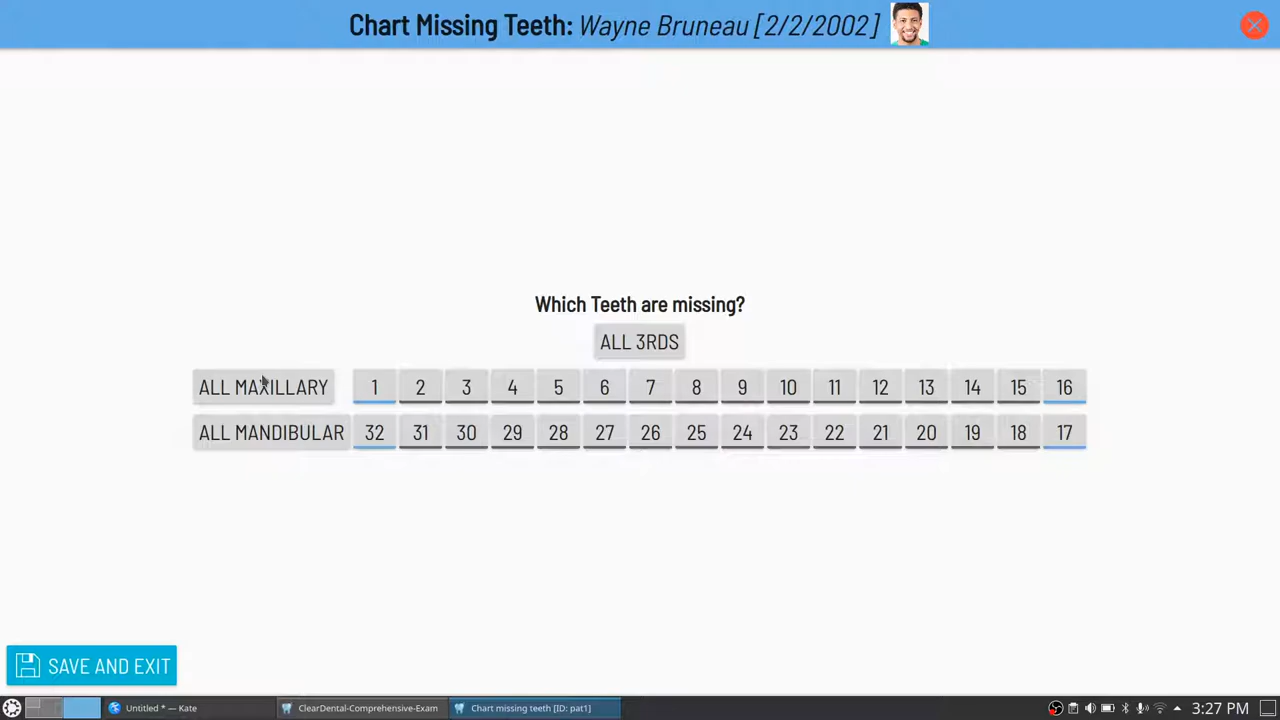 Chart Missing Teeth: Wayne Bruneau [2/2/2002]
Which Teeth are missing?
ALL 3RDS
ALL MAXILLARY 1 2 3 4 5 6 7 8 9 10 11 12 13 14 15 16
ALL MANDIBULAR 32 31 30 29 28 27 26 25 24 23 22 21 20 19 18 17
SAVE AND EXIT
Untitled * — Kate ClearDental-Comprehensive-Exam Chart missing teeth [ID: pat1] 3:27 PM